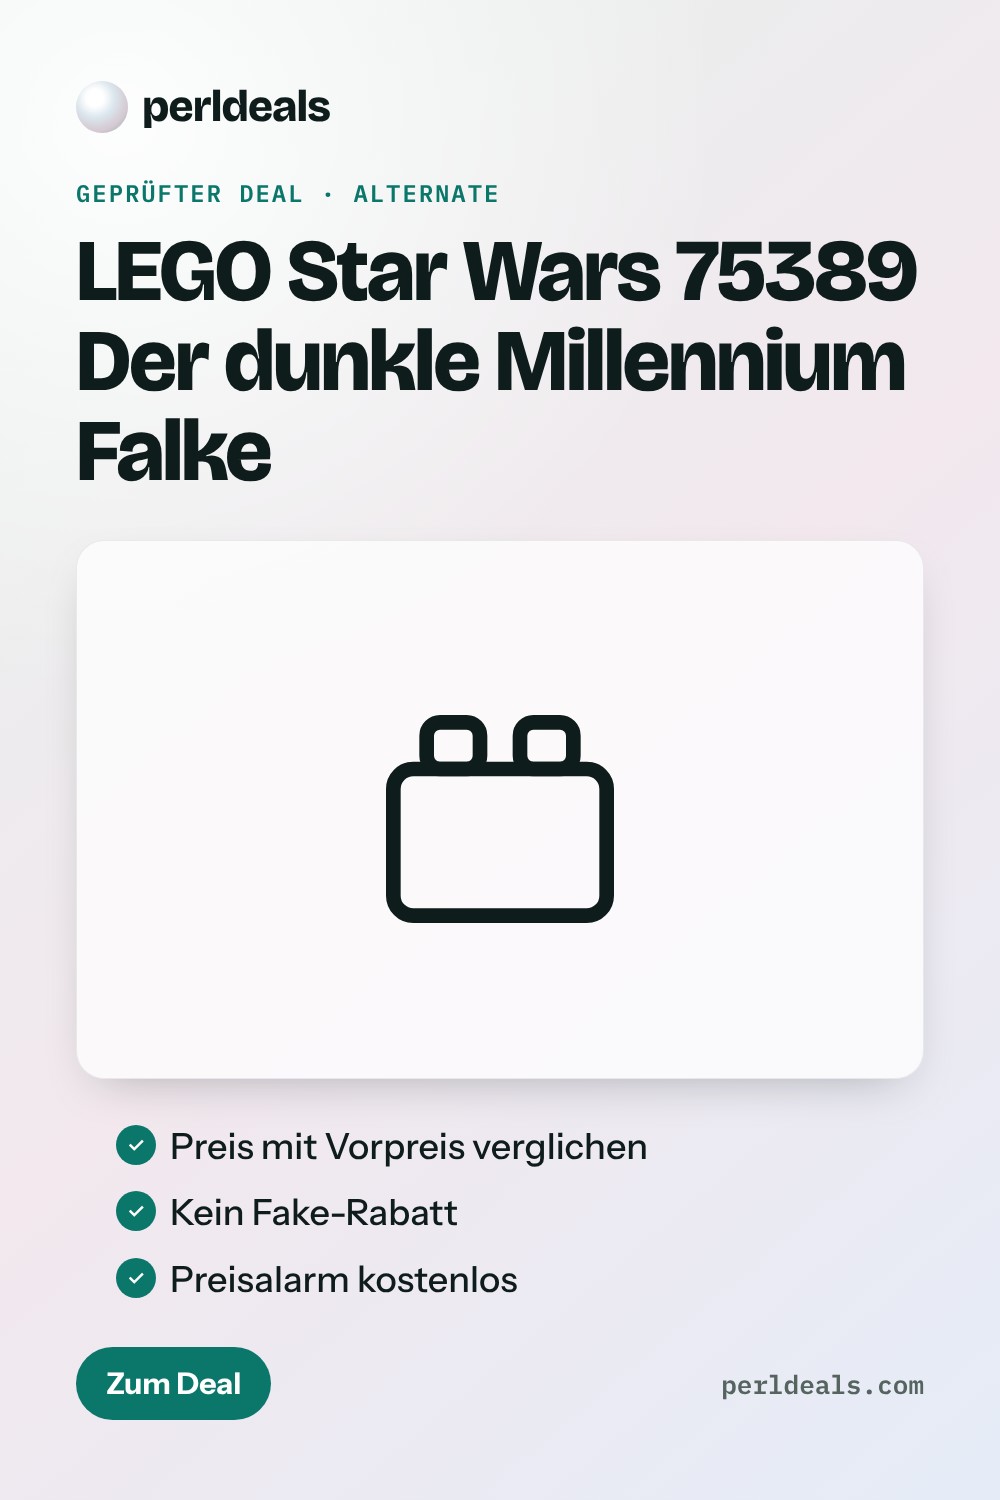 perldeals
GEPRÜFTER DEAL · ALTERNATE
LEGO Star Wars 75389
Der dunkle Millennium
Falke
Preis mit Vorpreis verglichen
Kein Fake-Rabatt
Preisalarm kostenlos
Zum Deal
perldeals.com